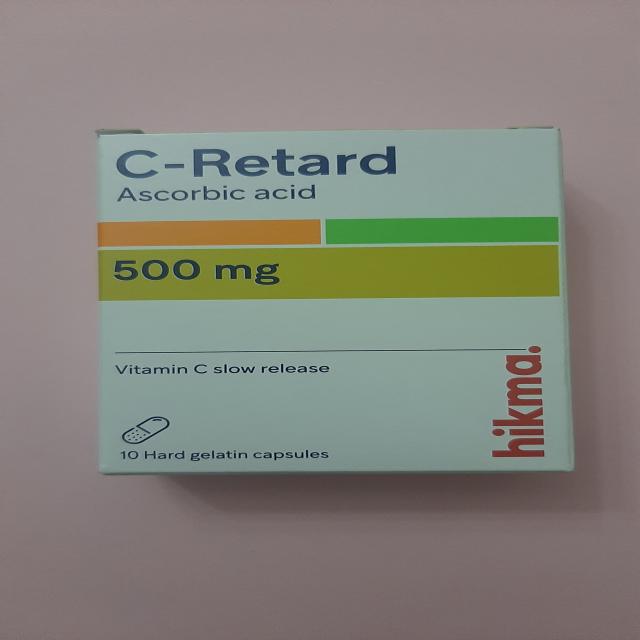 C-Retard
Ascorbic acid
500 mg
Vitamin C slow release
10 Hard gelatin capsules
hikma.